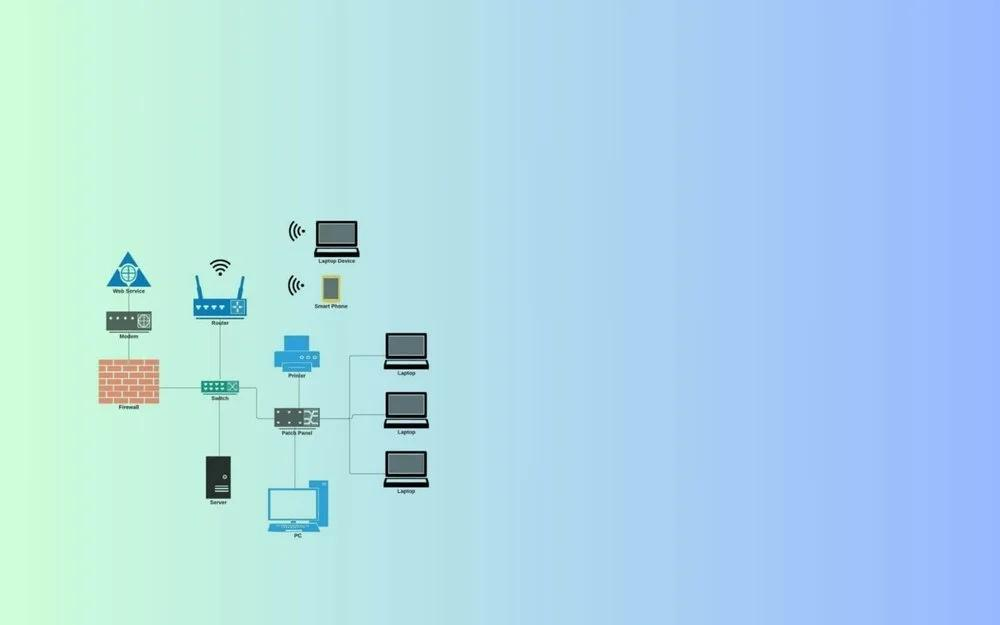 Laptop Device
Web Service
Smart Phone
Router
Modem
Printer
Laptop
Switch
Firewall
Patch Panel
Laptop
Laptop
Server
PC